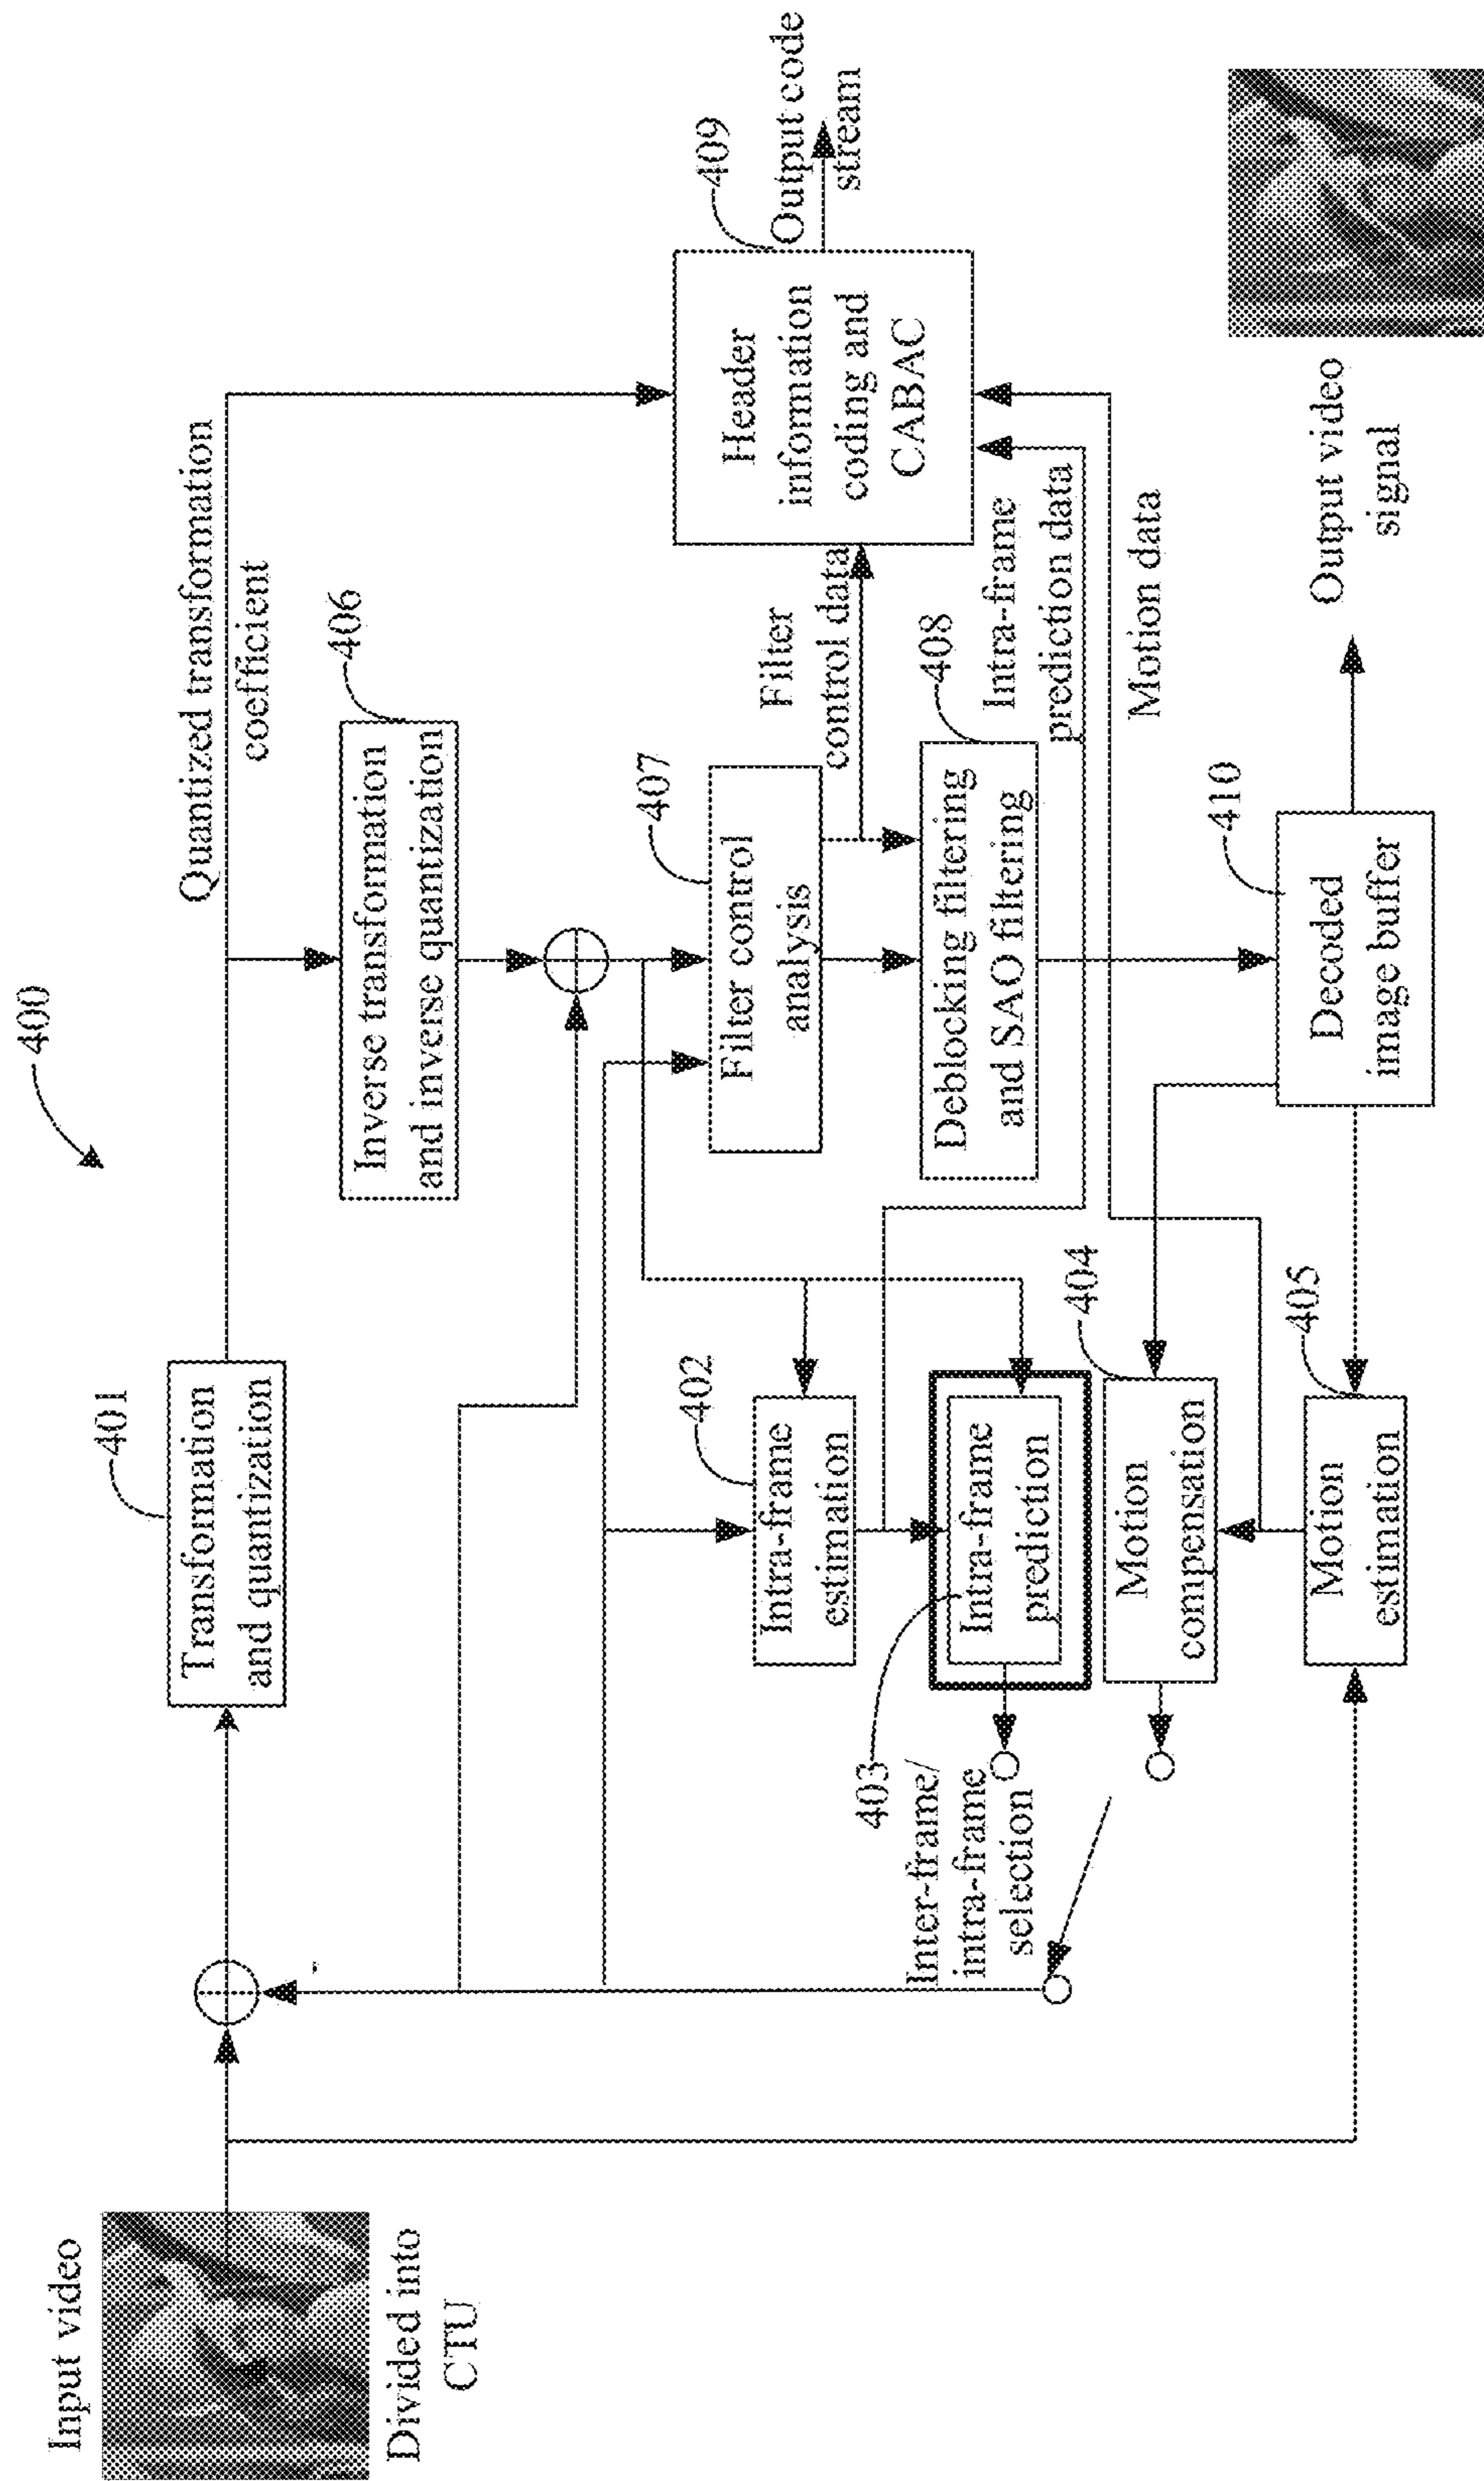 400
Input video
Divided into
CTU
401
Transformation
and quantization
Quantized transformation
coefficient
406
Inverse transformation
and inverse quantization
407
Filter control
analysis
Filter
control data
409
Header
information
coding and
CABAC
Output code
stream
402
Intra-frame
estimation
408
Deblocking filtering
and SAO filtering
Intra-frame
prediction data
403
Intra-frame
prediction
Inter-frame/
intra-frame
selection
404
Motion
compensation
Motion data
405
Motion
estimation
410
Decoded
image buffer
Output video
signal
-